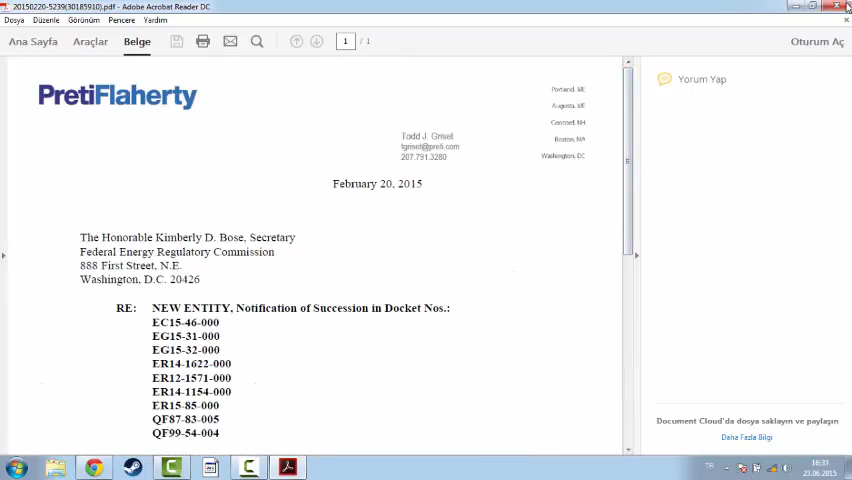 20150220-5239(30185910).pdf - Adobe Acrobat Reader DC
Dosya Düzenle Görünüm Pencere Yardım
Ana Sayfa Araçlar Belge 1 / 1 Oturum Aç
PretiFlaherty
Portland, ME
Augusta, ME
Concord, NH
Boston, MA
Washington, DC
Todd J. Griset
tgriset@preti.com
207.791.3280
February 20, 2015
The Honorable Kimberly D. Bose, Secretary
Federal Energy Regulatory Commission
888 First Street, N.E.
Washington, D.C. 20426
RE: NEW ENTITY, Notification of Succession in Docket Nos.:
EC15-46-000
EG15-31-000
EG15-32-000
ER14-1622-000
ER12-1571-000
ER14-1154-000
ER15-85-000
QF87-83-005
QF99-54-004
Yorum Yap
Document Cloud'da dosya saklayın ve paylaşın
Daha Fazla Bilgi
TR
16:33
23.06.2015